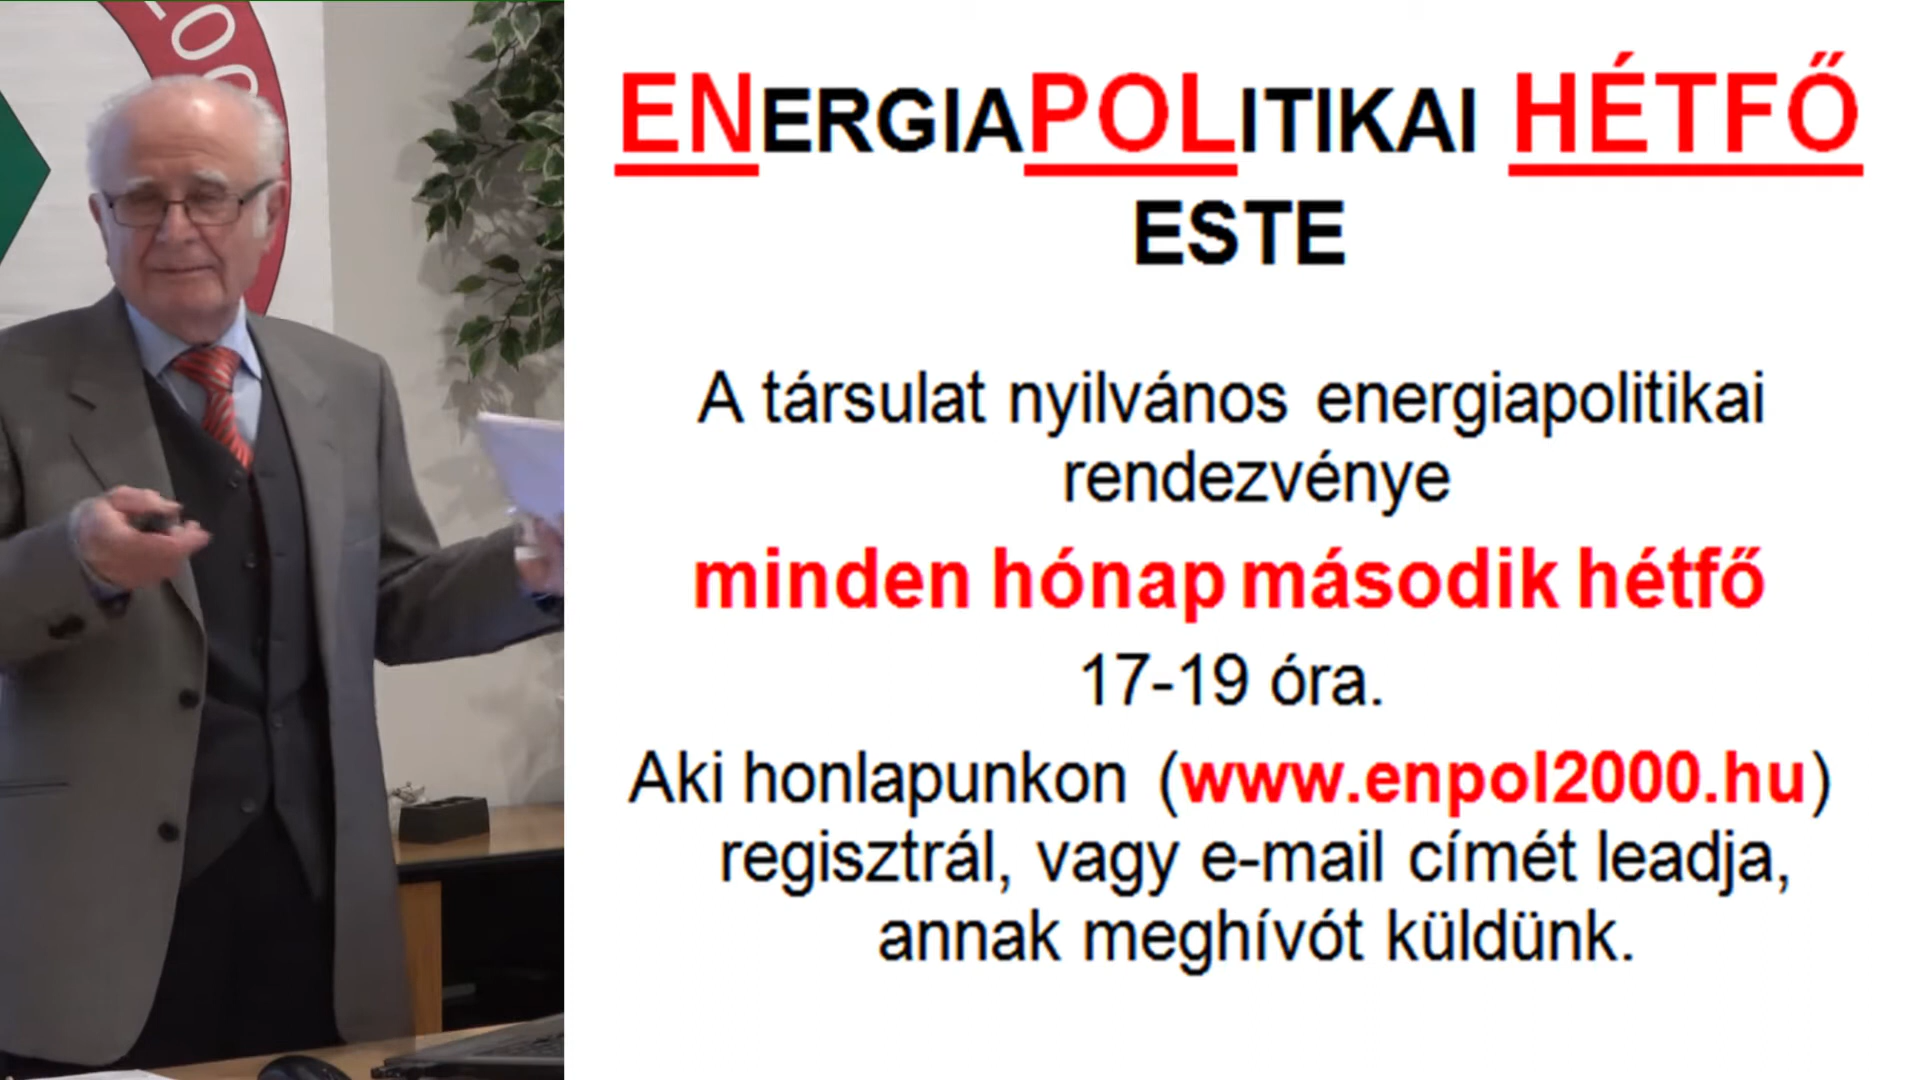 ENERGIAPOLITIKAI HÉTFŐ
ESTE
A társulat nyilvános energiapolitikai
rendezvénye
minden hónap második hétfő
17-19 óra.
Aki honlapunkon (www.enpol2000.hu)
regisztrál, vagy e-mail címét leadja,
annak meghívót küldünk.